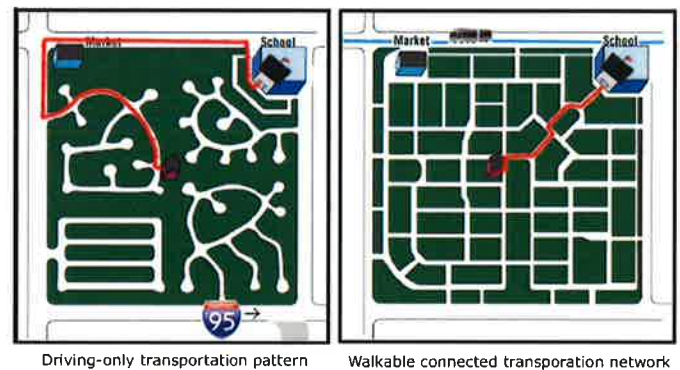 Market
School
Market
School
95
Driving-only transportation pattern
Walkable connected transporation network